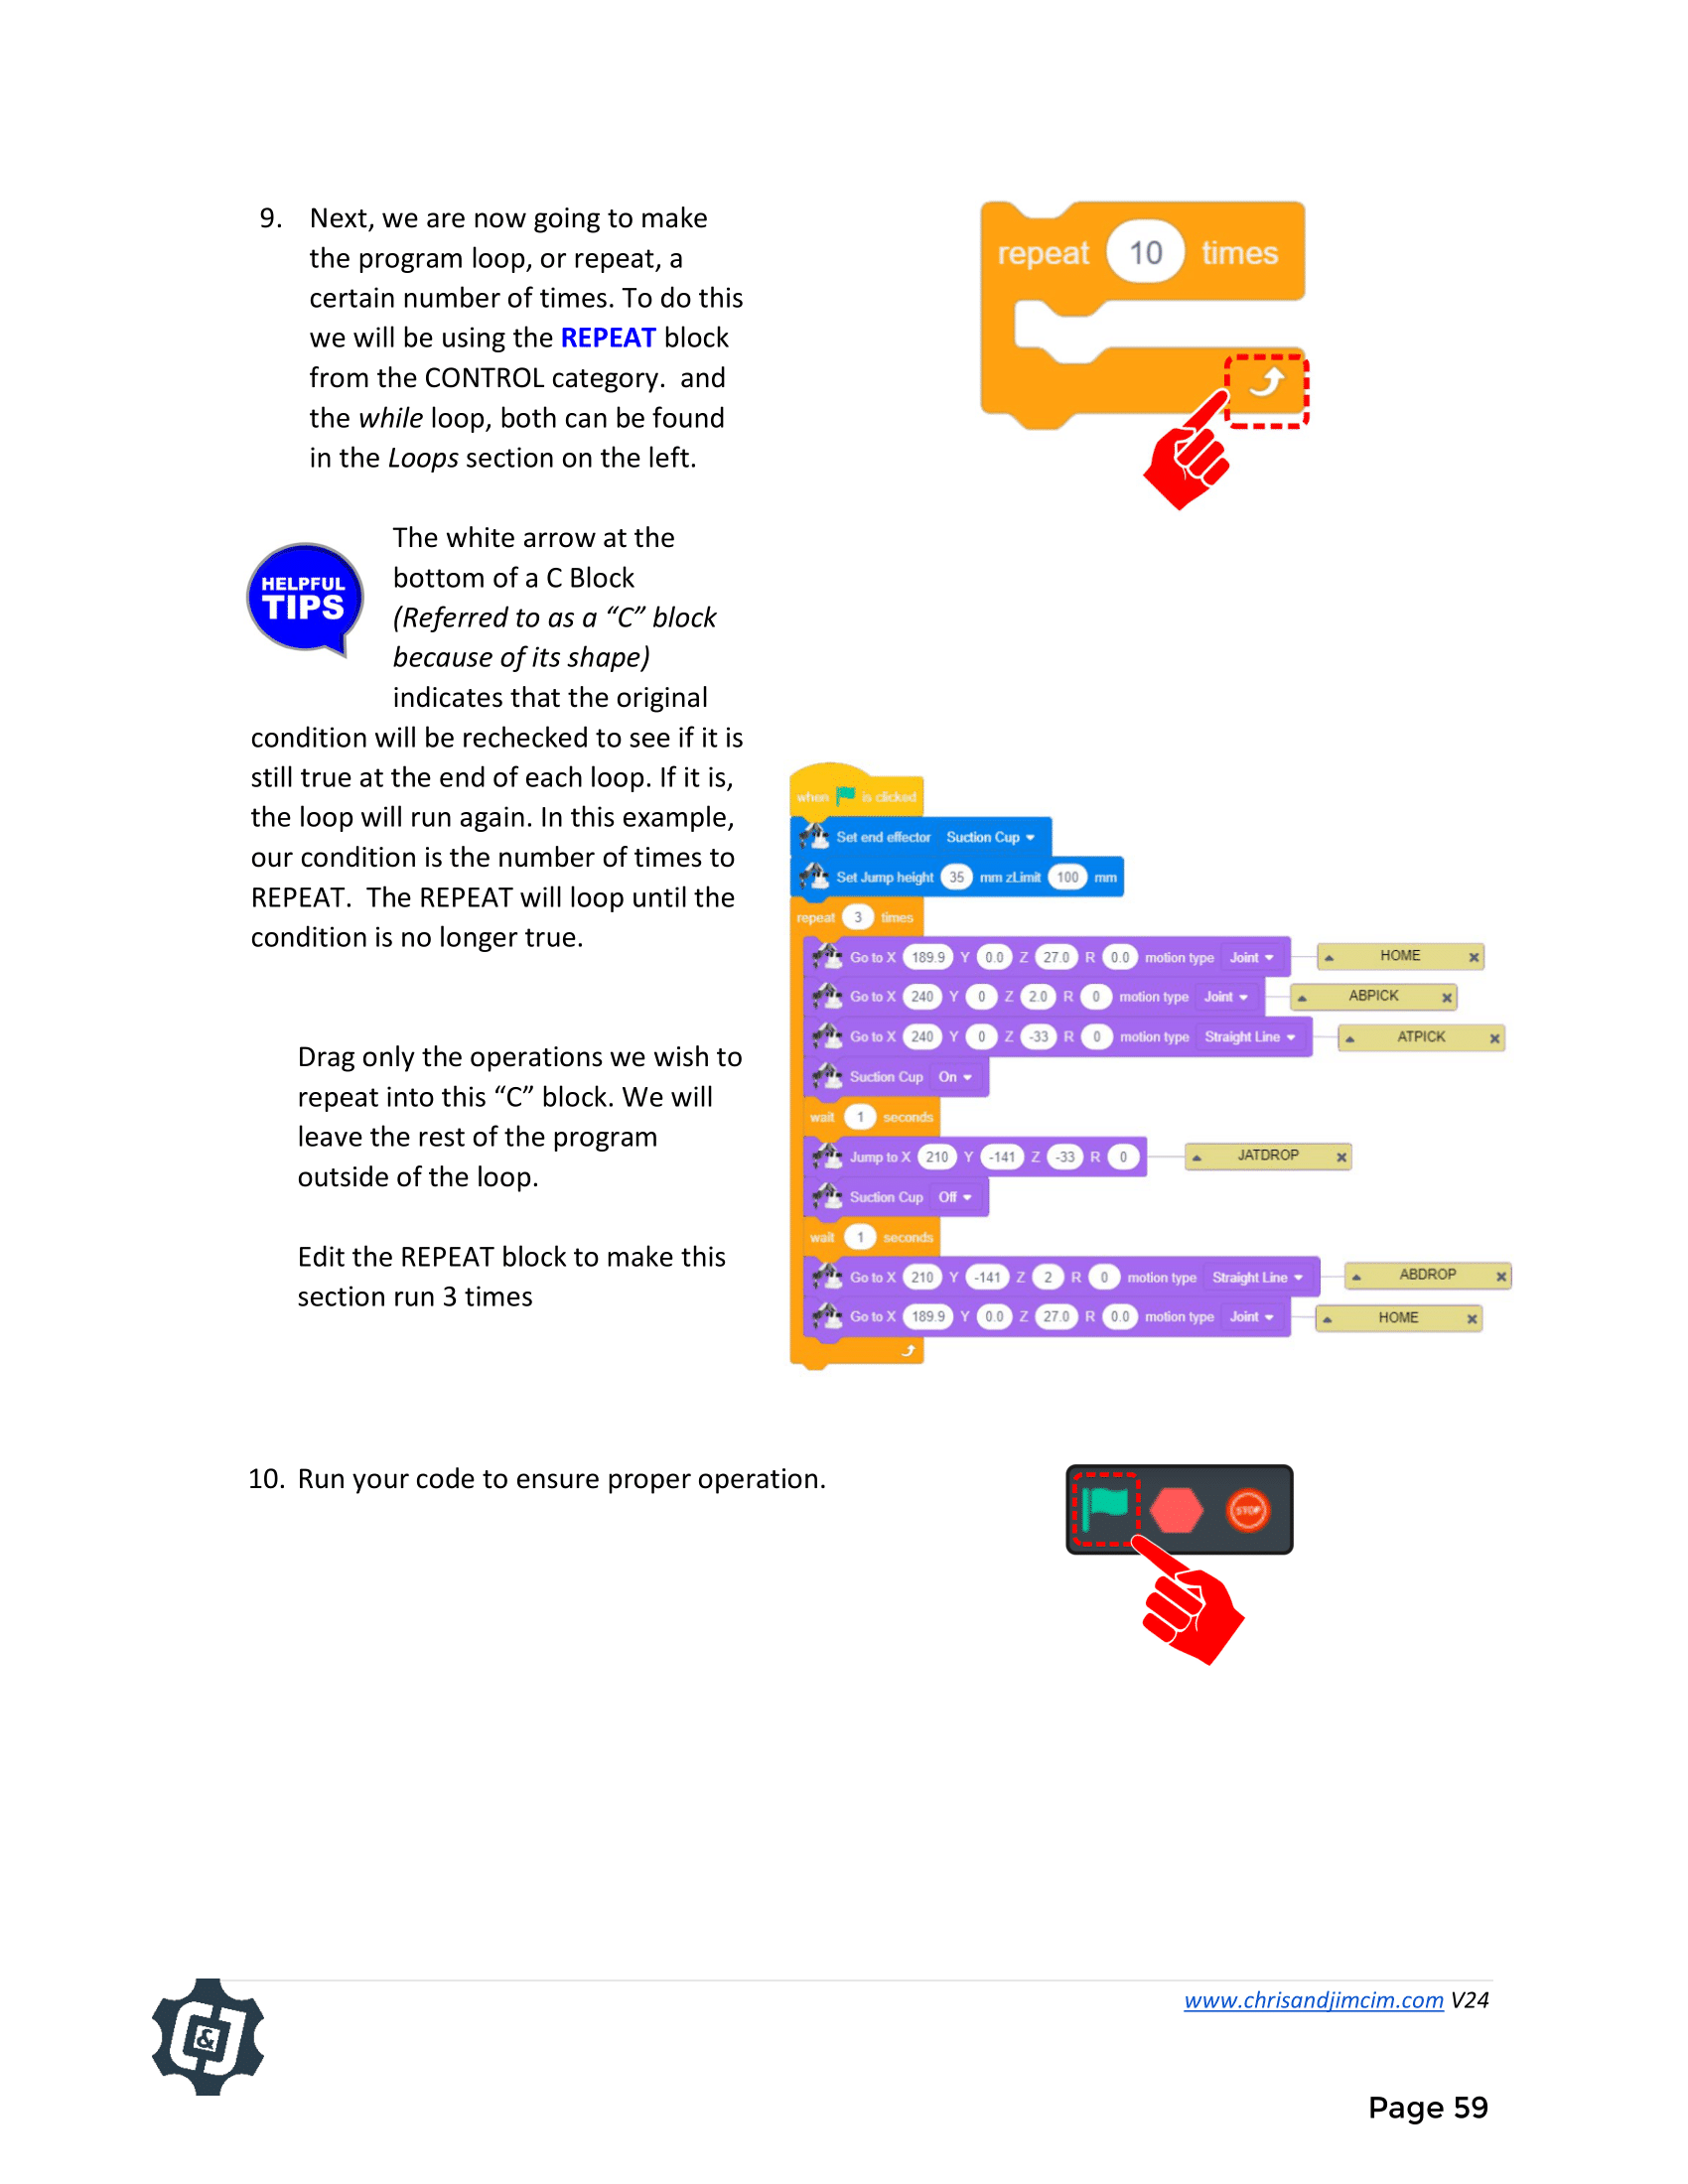 9. Next, we are now going to make
the program loop, or repeat, a
certain number of times. To do this
we will be using the REPEAT block
from the CONTROL category.  and
the while loop, both can be found
in the Loops section on the left.
repeat 10 times
HELPFUL
TIPS
The white arrow at the
bottom of a C Block
(Referred to as a “C” block
because of its shape)
indicates that the original
condition will be rechecked to see if it is
still true at the end of each loop. If it is,
the loop will run again. In this example,
our condition is the number of times to
REPEAT.  The REPEAT will loop until the
condition is no longer true.
Drag only the operations we wish to
repeat into this “C” block. We will
leave the rest of the program
outside of the loop.
Edit the REPEAT block to make this
section run 3 times
when is clicked
Set end effector Suction Cup
Set Jump height 35 mm zLimit 100 mm
repeat 3 times
Go to X 189.9 Y 0.0 Z 27.0 R 0.0 motion type Joint HOME
Go to X 240 Y 0 Z 2.0 R 0 motion type Joint ABPICK
Go to X 240 Y 0 Z -33 R 0 motion type Straight Line ATPICK
Suction Cup On
wait 1 seconds
Jump to X 210 Y -141 Z -33 R 0 JATDROP
Suction Cup Off
wait 1 seconds
Go to X 210 Y -141 Z 2 R 0 motion type Straight Line ABDROP
Go to X 189.9 Y 0.0 Z 27.0 R 0.0 motion type Joint HOME
10. Run your code to ensure proper operation.
STOP
www.chrisandjimcim.com V24
C&J
Page 59